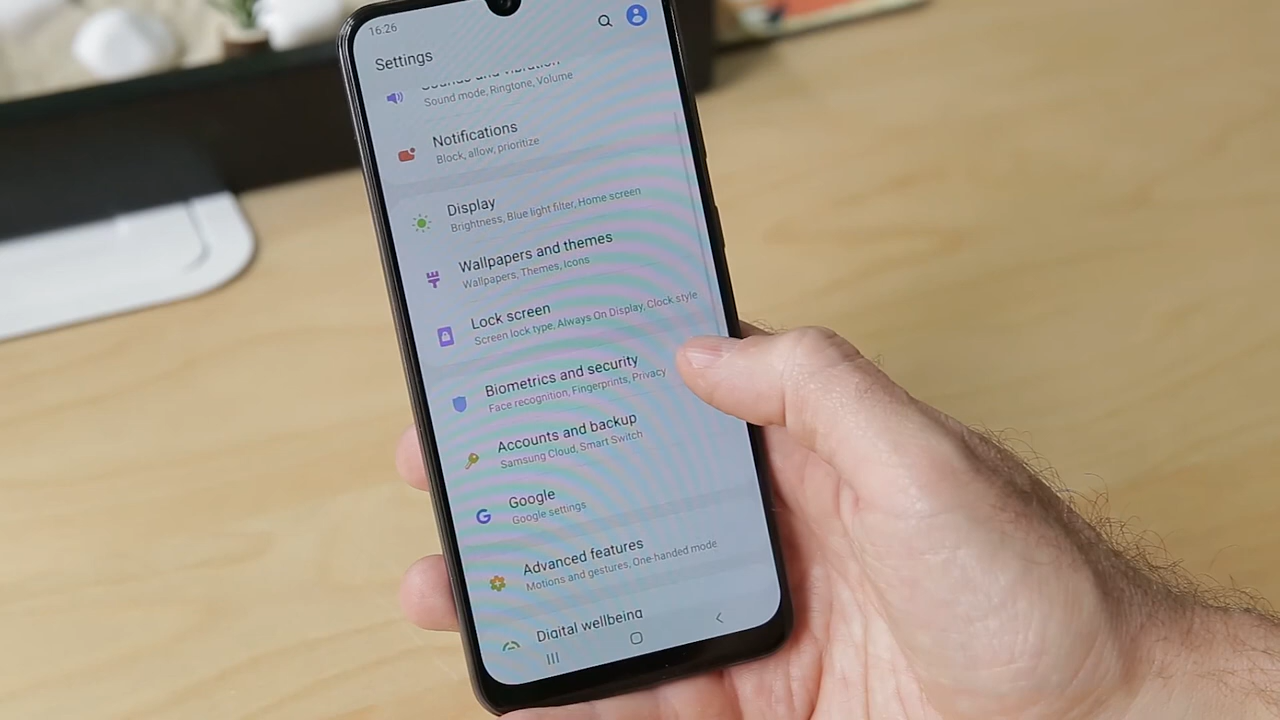 16:26
Settings
Sounds and vibration
Sound mode, Ringtone, Volume
Notifications
Block, allow, prioritize
Display
Brightness, Blue light filter, Home screen
Wallpapers and themes
Wallpapers, Themes, Icons
Lock screen
Screen lock type, Always On Display, Clock style
Biometrics and security
Face recognition, Fingerprints, Privacy
Accounts and backup
Samsung Cloud, Smart Switch
Google
Google settings
Advanced features
Motions and gestures, One-handed mode
Digital wellbeing